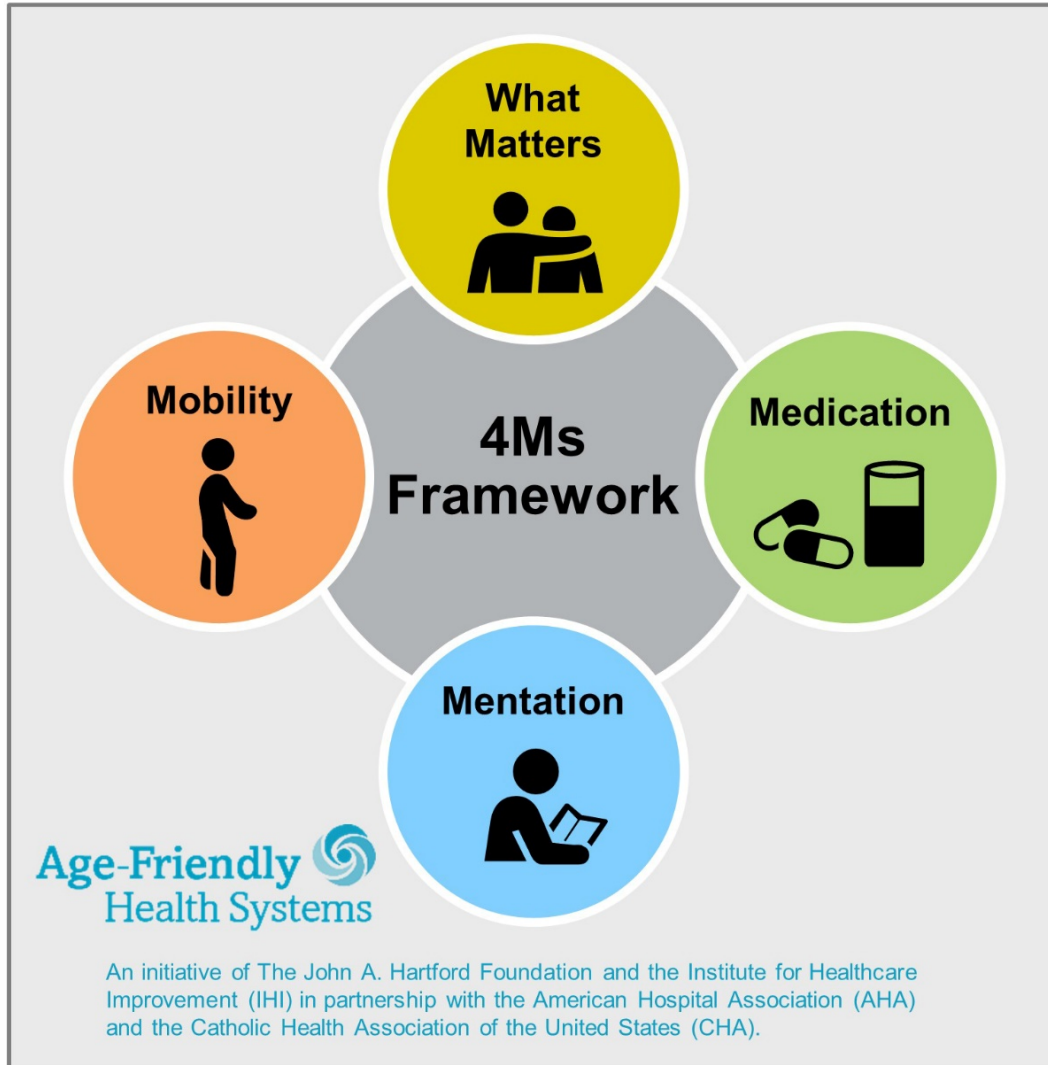 What
Matters
Mobility
4Ms
Framework
Medication
Mentation
Age-Friendly
Health Systems
An initiative of The John A. Hartford Foundation and the Institute for Healthcare
Improvement (IHI) in partnership with the American Hospital Association (AHA)
and the Catholic Health Association of the United States (CHA).